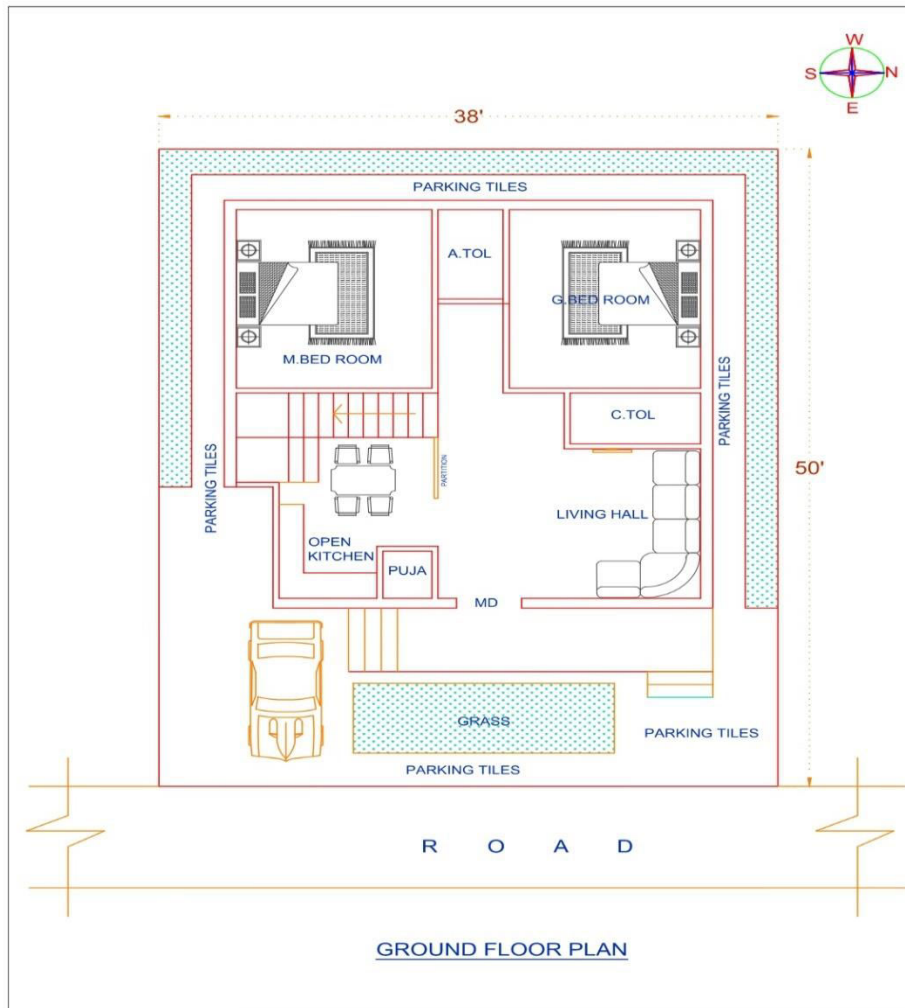 W
S N
E
38'
PARKING TILES
A.TOL
G.BED ROOM
M.BED ROOM
PARKING TILES
C.TOL
50'
PARKING TILES
PARTITION
LIVING HALL
OPEN
KITCHEN
PUJA
MD
GRASS
PARKING TILES
PARKING TILES
R O A D
GROUND FLOOR PLAN